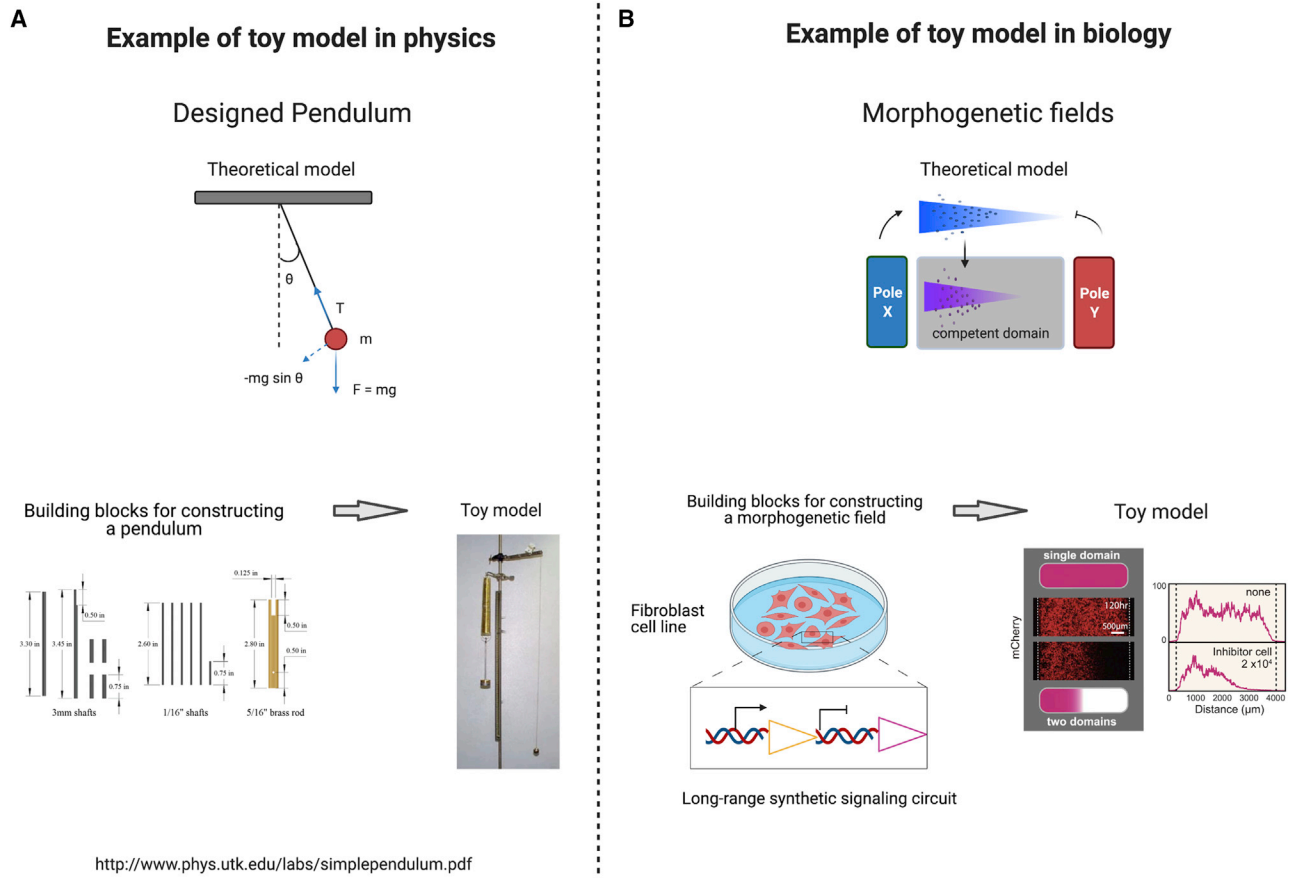 A
Example of toy model in physics
Designed Pendulum
Theoretical model
θ
T
m
-mg sin θ
F = mg
Building blocks for constructing
a pendulum
Toy model
0.125 in
0.50 in
3.30 in
3.45 in
0.75 in
2.60 in
0.75 in
2.80 in
0.50 in
0.50 in
3mm shafts
1/16" shafts
5/16" brass rod
http://www.phys.utk.edu/labs/simplependulum.pdf
B
Example of toy model in biology
Morphogenetic fields
Theoretical model
Pole
X
competent domain
Pole
Y
Building blocks for constructing
a morphogenetic field
Toy model
Fibroblast
cell line
Long-range synthetic signaling circuit
single domain
mCherry
120hr
500μm
two domains
100
0
none
Inhibitor cell
2 x10⁴
0 1000 2000 3000 4000
Distance (μm)